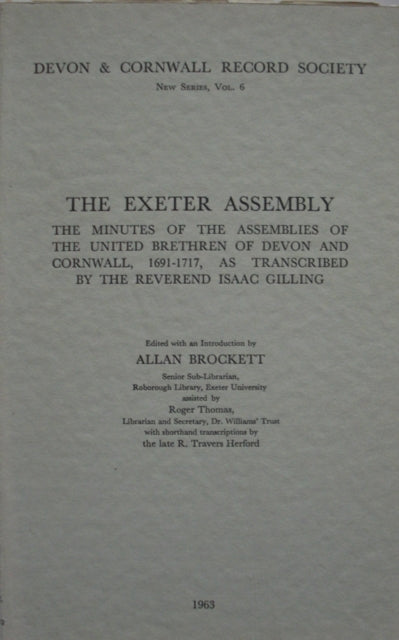 DEVON & CORNWALL RECORD SOCIETY
New Series, Vol. 6
THE EXETER ASSEMBLY
THE MINUTES OF THE ASSEMBLIES OF
THE UNITED BRETHREN OF DEVON AND
CORNWALL, 1691-1717, AS TRANSCRIBED
BY THE REVEREND ISAAC GILLING
Edited with an Introduction by
ALLAN BROCKETT
Senior Sub-Librarian,
Roborough Library, Exeter University
assisted by
Roger Thomas,
Librarian and Secretary, Dr. Williams' Trust
with shorthand transcriptions by
the late R. Travers Herford
1963